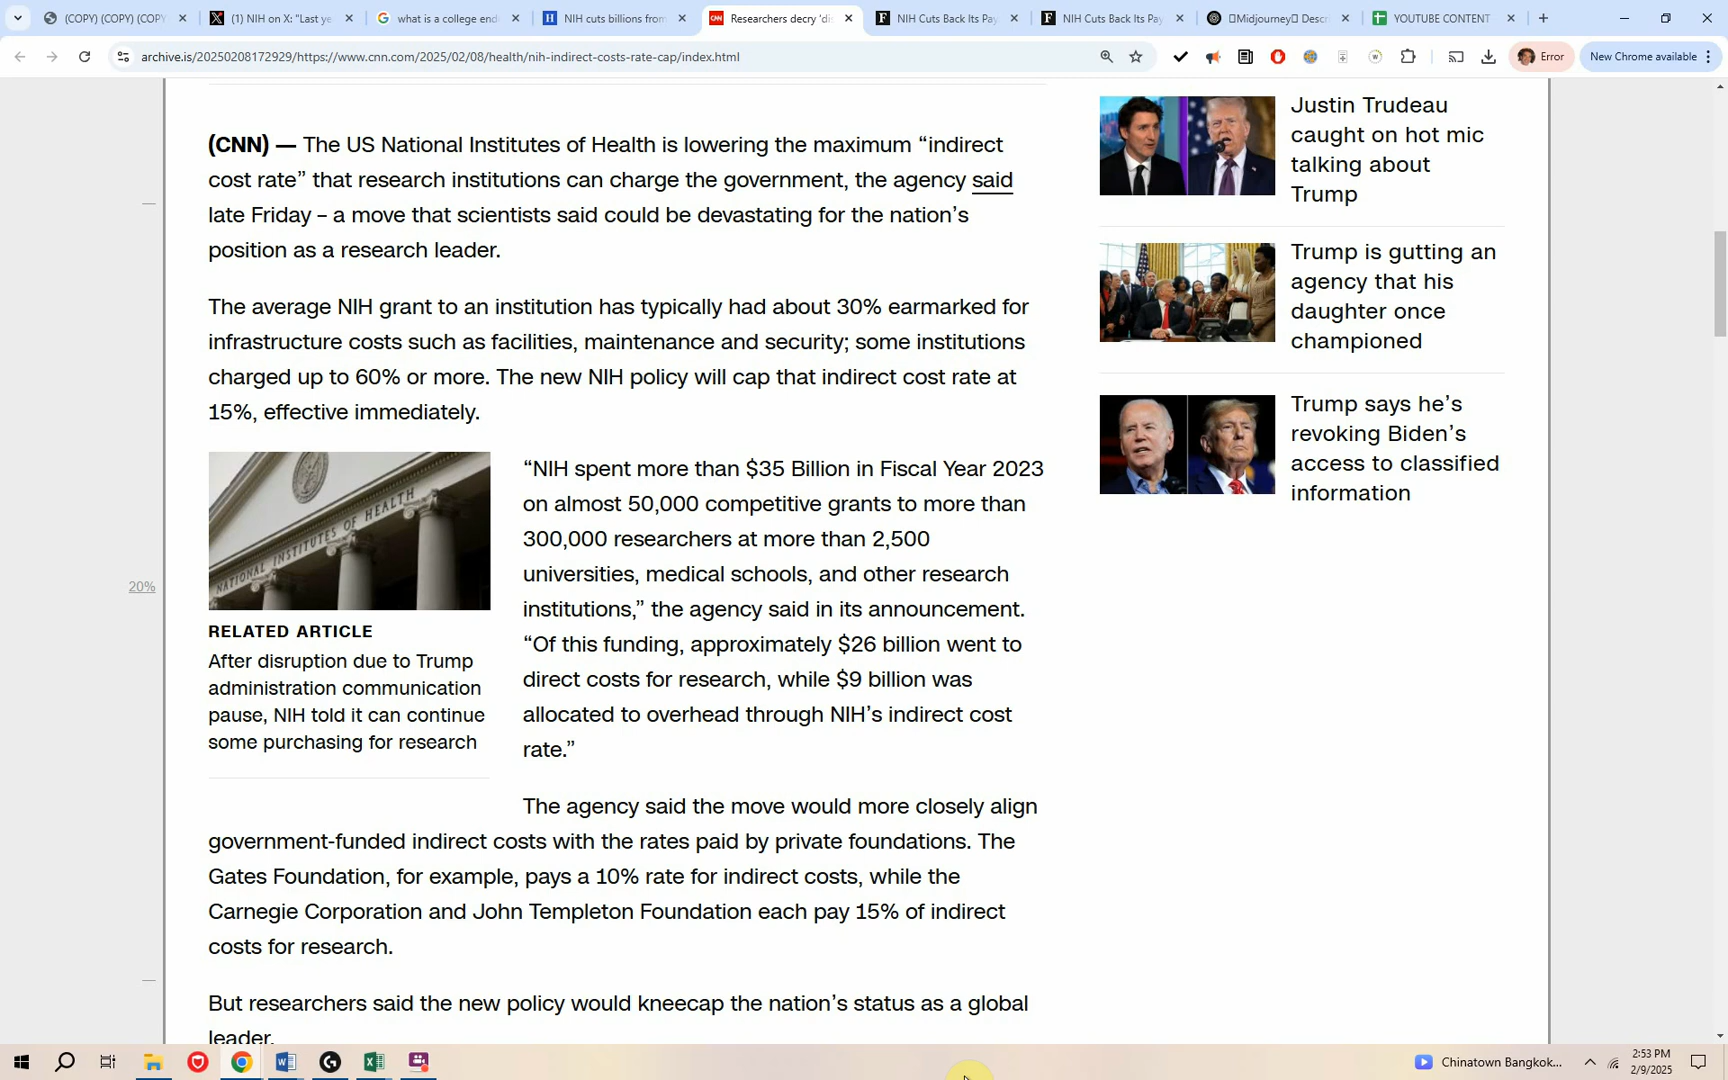 (COPY) (COPY) (COPY
(1) NIH on X: "Last ye
what is a college end
NIH cuts billions from
Researchers decry 'dis
NIH Cuts Back Its Pay
NIH Cuts Back Its Pay
Midjourney Descr
YOUTUBE CONTENT
archive.is/20250208172929/https://www.cnn.com/2025/02/08/health/nih-indirect-costs-rate-cap/index.html
Error
New Chrome available
(CNN) — The US National Institutes of Health is lowering the maximum “indirect
cost rate” that research institutions can charge the government, the agency said
late Friday – a move that scientists said could be devastating for the nation’s
position as a research leader.
The average NIH grant to an institution has typically had about 30% earmarked for
infrastructure costs such as facilities, maintenance and security; some institutions
charged up to 60% or more. The new NIH policy will cap that indirect cost rate at
15%, effective immediately.
NATIONAL INSTITUTES OF HEALTH
RELATED ARTICLE
After disruption due to Trump
administration communication
pause, NIH told it can continue
some purchasing for research
“NIH spent more than $35 Billion in Fiscal Year 2023
on almost 50,000 competitive grants to more than
300,000 researchers at more than 2,500
universities, medical schools, and other research
institutions,” the agency said in its announcement.
“Of this funding, approximately $26 billion went to
direct costs for research, while $9 billion was
allocated to overhead through NIH’s indirect cost
rate.”
The agency said the move would more closely align
government-funded indirect costs with the rates paid by private foundations. The
Gates Foundation, for example, pays a 10% rate for indirect costs, while the
Carnegie Corporation and John Templeton Foundation each pay 15% of indirect
costs for research.
But researchers said the new policy would kneecap the nation’s status as a global
leader.
20%
Justin Trudeau
caught on hot mic
talking about
Trump
Trump is gutting an
agency that his
daughter once
championed
Trump says he’s
revoking Biden’s
access to classified
information
Chinatown Bangkok...
2:53 PM
2/9/2025